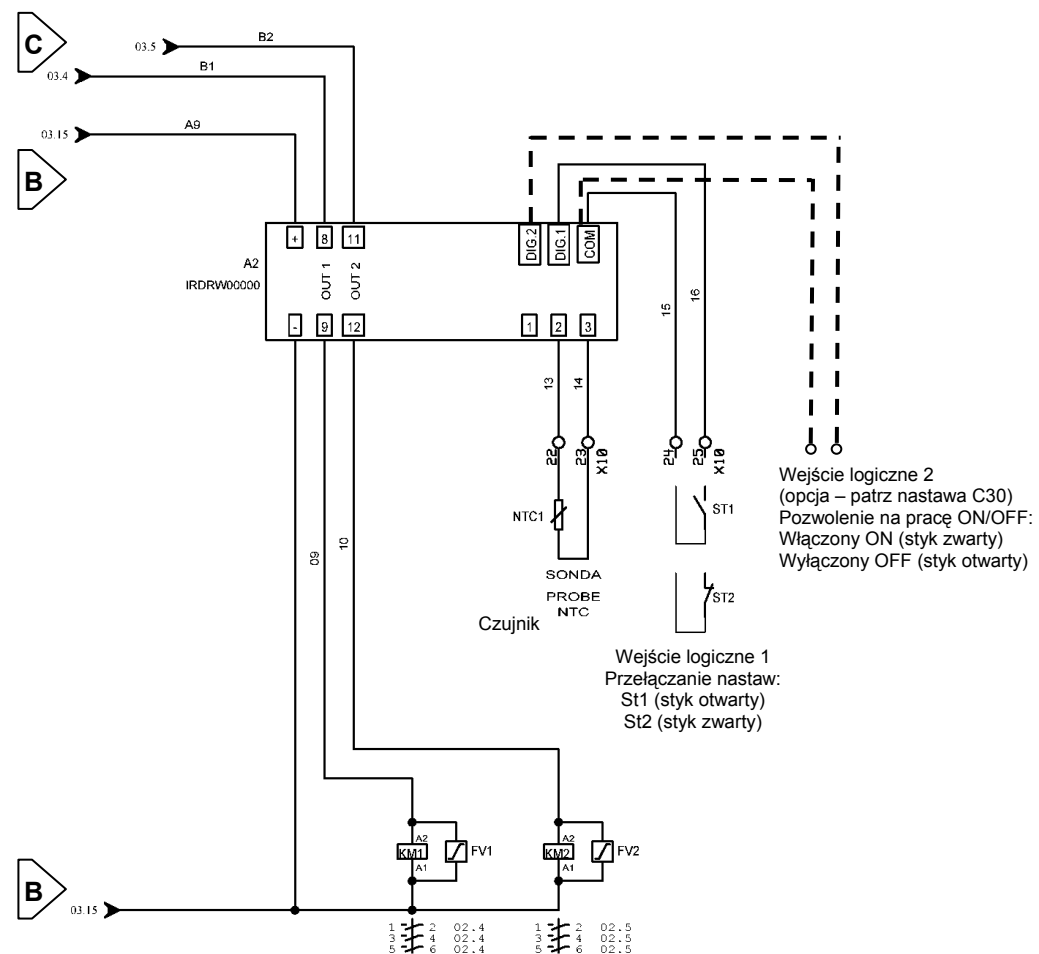 C
03.5
B2
03.4
B1
03.15
A9
B
+
8
11
DIG.2
DIG.1
COM
A2
IRDRW00000
OUT 1
OUT 2
-
9
12
1
2
3
15
16
13
14
22
23
X10
24
25
X10
NTC1
SONDA
PROBE
NTC
Czujnik
ST1
ST2
Wejście logiczne 2
(opcja – patrz nastawa C30)
Pozwolenie na pracę ON/OFF:
Włączony ON (styk zwarty)
Wyłączony OFF (styk otwarty)
Wejście logiczne 1
Przełączanie nastaw:
St1 (styk otwarty)
St2 (styk zwarty)
09
10
A2
KM1
A1
FV1
A2
KM2
A1
FV2
B
03.15
1 2 02.4
3 4 02.4
5 6 02.4
1 2 02.5
3 4 02.5
5 6 02.5